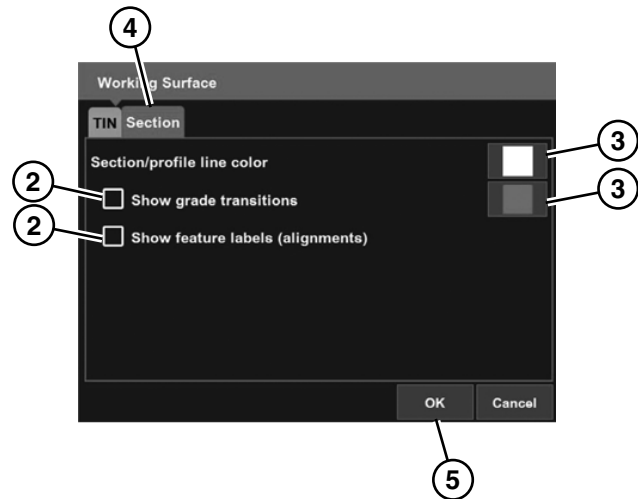 4
Working Surface
TIN Section
Section/profile line color
3
2
Show grade transitions
3
2
Show feature labels (alignments)
OK Cancel
5